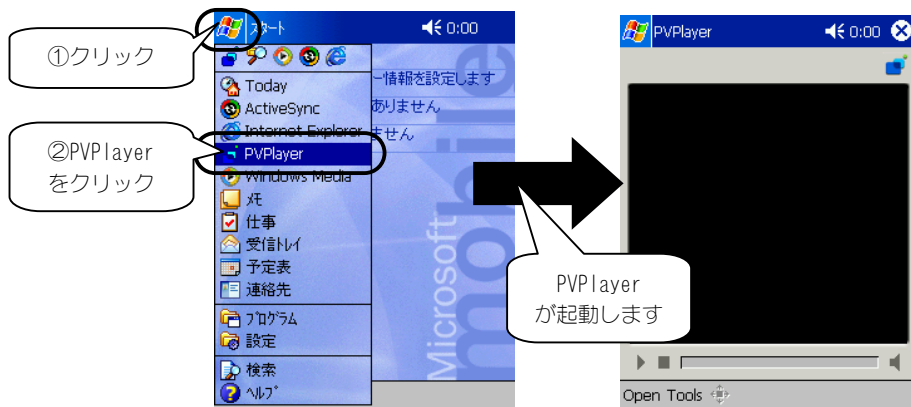 ①クリック
②PVPlayer
をクリック
スタート
0:00
ー情報を設定します
ありません
ません
Today
ActiveSync
Internet Explorer
PVPlayer
Windows Media
メモ
仕事
受信トレイ
予定表
連絡先
プログラム
設定
検索
ヘルプ
Microsoft
mobile
PVPlayer
が起動します
PVPlayer
0:00
Open Tools